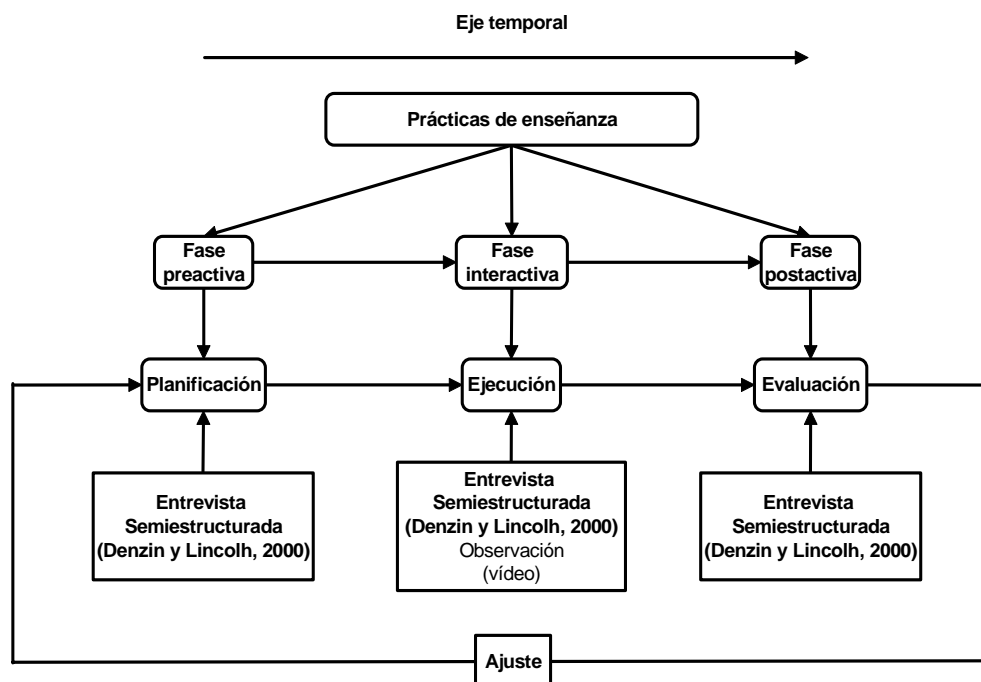 Eje temporal
Prácticas de enseñanza
Fase
preactiva
Fase
interactiva
Fase
postactiva
Planificación
Ejecución
Evaluación
Entrevista
Semiestructurada
(Denzin y Lincolh, 2000)
Entrevista
Semiestructurada
(Denzin y Lincolh, 2000)
Observación
(vídeo)
Entrevista
Semiestructurada
(Denzin y Lincolh, 2000)
Ajuste